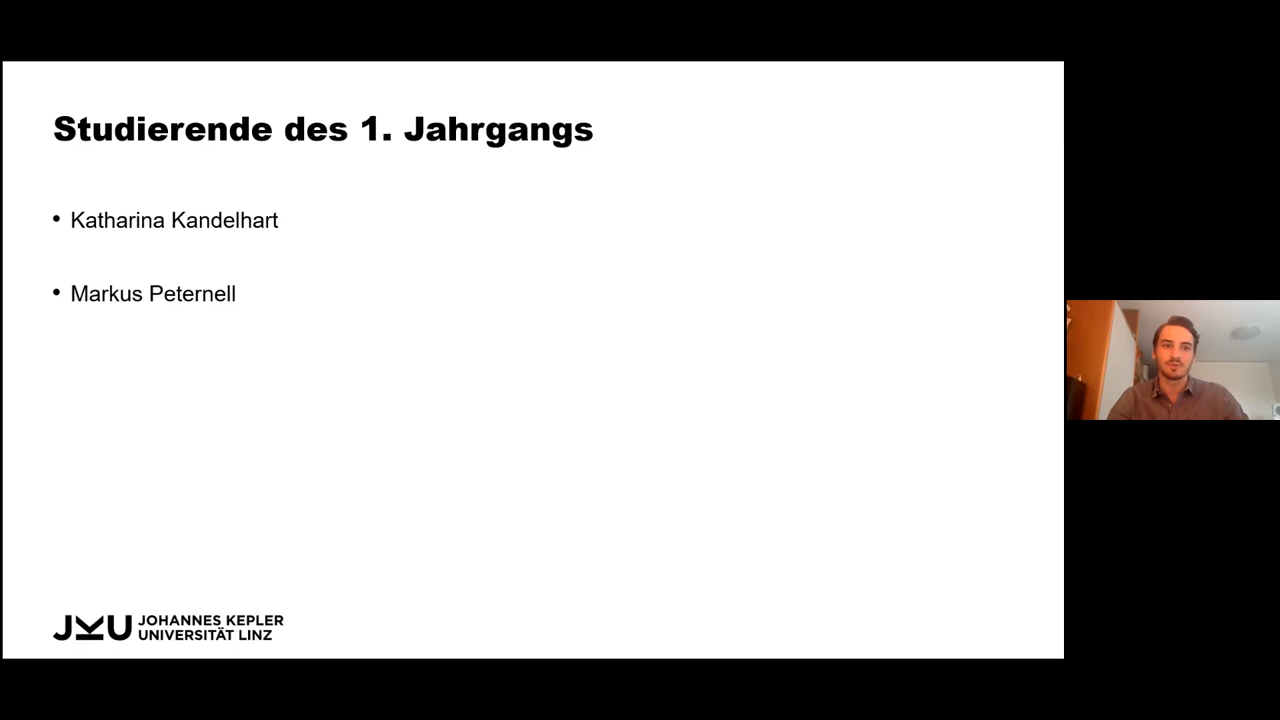 Studierende des 1. Jahrgangs
• Katharina Kandelhart
• Markus Peternell
JKU JOHANNES KEPLER
UNIVERSITÄT LINZ